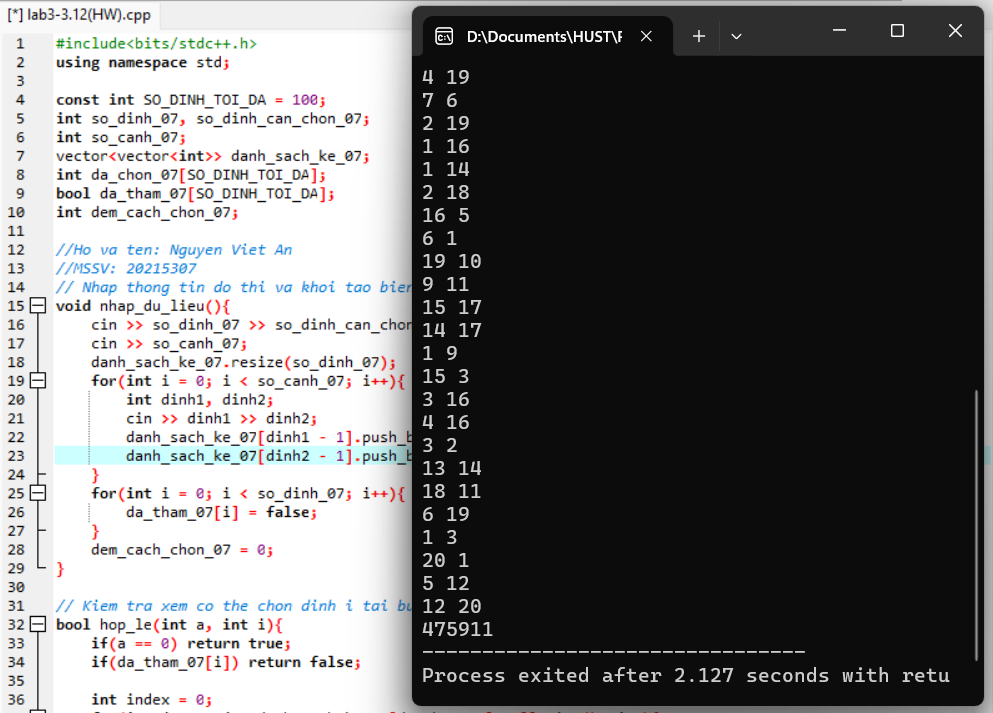 [*] lab3-3.12(HW).cpp
1 #include<bits/stdc++.h>
2 using namespace std;
3
4 const int SO_DINH_TOI_DA = 100;
5 int so_dinh_07, so_dinh_can_chon_07;
6 int so_canh_07;
7 vector<vector<int>> danh_sach_ke_07;
8 int da_chon_07[SO_DINH_TOI_DA];
9 bool da_tham_07[SO_DINH_TOI_DA];
10 int dem_cach_chon_07;
11
12 //Ho va ten: Nguyen Viet An
13 //MSSV: 20215307
14 // Nhap thong tin do thi va khoi tao bien
15 void nhap_du_lieu(){
16 cin >> so_dinh_07 >> so_dinh_can_chon
17 cin >> so_canh_07;
18 danh_sach_ke_07.resize(so_dinh_07);
19 for(int i = 0; i < so_canh_07; i++){
20 int dinh1, dinh2;
21 cin >> dinh1 >> dinh2;
22 danh_sach_ke_07[dinh1 - 1].push_b
23 danh_sach_ke_07[dinh2 - 1].push_b
24 }
25 for(int i = 0; i < so_dinh_07; i++){
26 da_tham_07[i] = false;
27 }
28 dem_cach_chon_07 = 0;
29 }
30
31 // Kiem tra xem co the chon dinh i tai bu
32 bool hop_le(int a, int i){
33 if(a == 0) return true;
34 if(da_tham_07[i]) return false;
35
36 int index = 0;
D:\Documents\HUST\F
4 19
7 6
2 19
1 16
1 14
2 18
16 5
6 1
19 10
9 11
15 17
14 17
1 9
15 3
3 16
4 16
3 2
13 14
18 11
6 19
1 3
20 1
5 12
12 20
475911
--------------------------------
Process exited after 2.127 seconds with retu